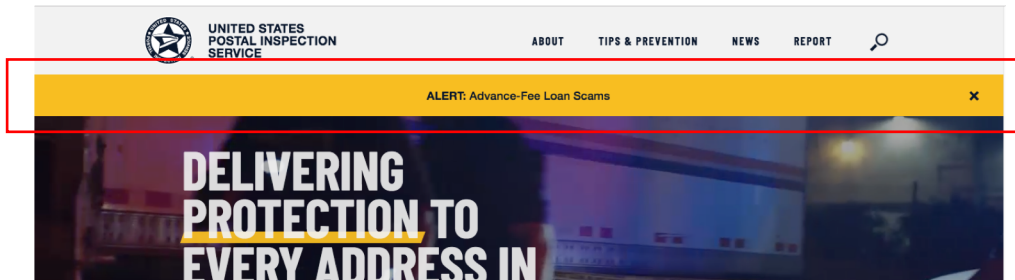 UNITED STATES
POSTAL INSPECTION
SERVICE
ABOUT TIPS & PREVENTION NEWS REPORT
ALERT: Advance-Fee Loan Scams
DELIVERING
PROTECTION TO
EVERY ADDRESS IN